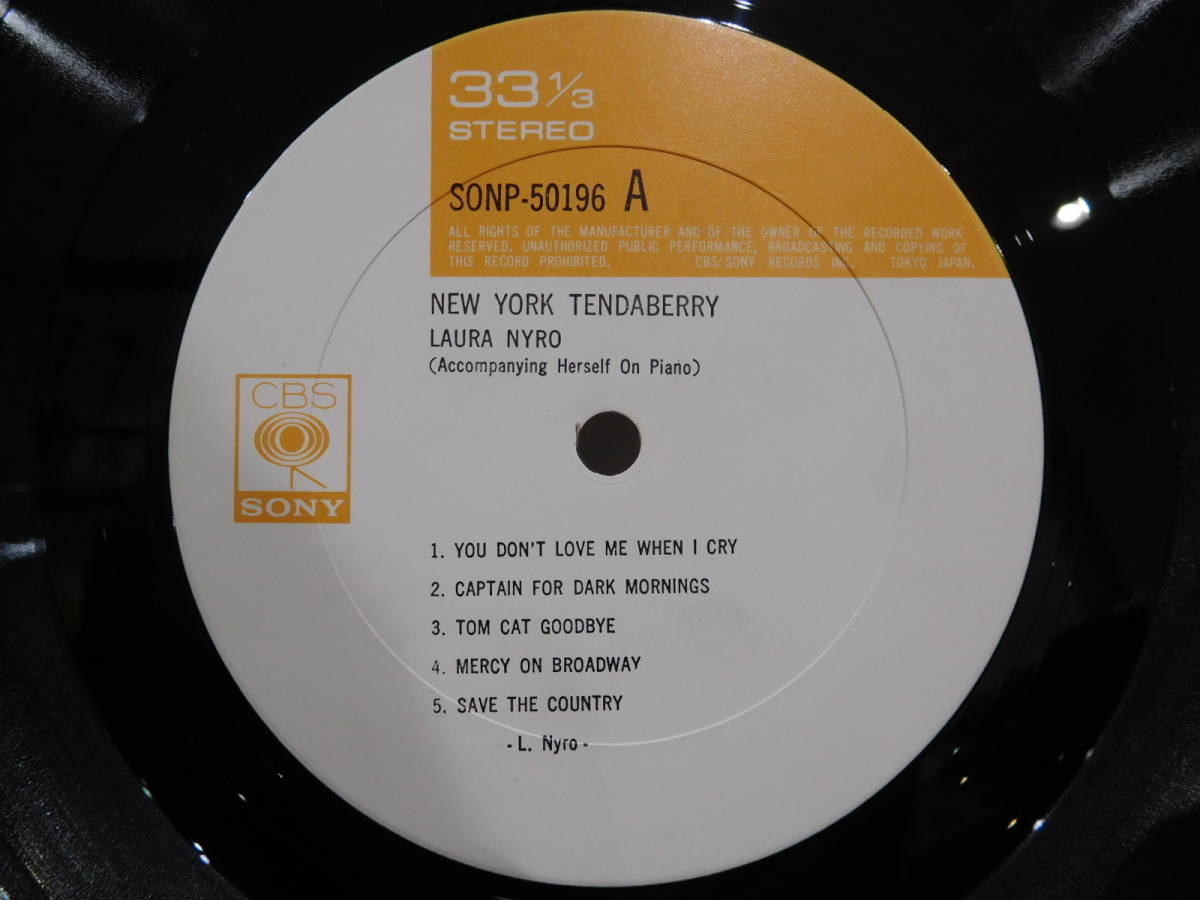 33 1/3
STEREO
SONP-50196 A
ALL RIGHTS OF THE MANUFACTURER AND OF THE OWNER OF THE RECORDED WORK
RESERVED. UNAUTHORIZED PUBLIC PERFORMANCE, BROADCASTING AND COPYING OF
THIS RECORD PROHIBITED. CBS/SONY RECORDS INC. TOKYO JAPAN.
NEW YORK TENDABERRY
LAURA NYRO
(Accompanying Herself On Piano)
CBS
SONY
1. YOU DON'T LOVE ME WHEN I CRY
2. CAPTAIN FOR DARK MORNINGS
3. TOM CAT GOODBYE
4. MERCY ON BROADWAY
5. SAVE THE COUNTRY
- L. Nyro -